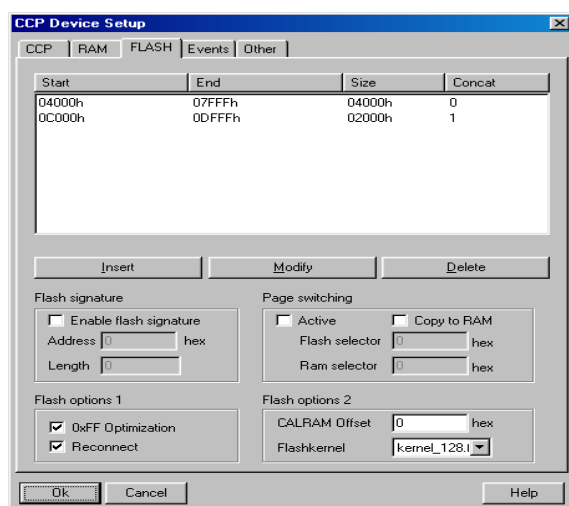 CCP Device Setup
CCP RAM FLASH Events Other
Start End Size Concat
04000h 07FFFh 04000h 0
0C000h 0DFFFh 02000h 1
Insert Modify Delete
Flash signature Page switching
Enable flash signature Active Copy to RAM
Address 0 hex Flash selector 0 hex
Length 0 Ram selector 0 hex
Flash options 1 Flash options 2
0xFF Optimization CALRAM Offset 0 hex
Reconnect Flashkernel kernel_128.
Ok Cancel Help